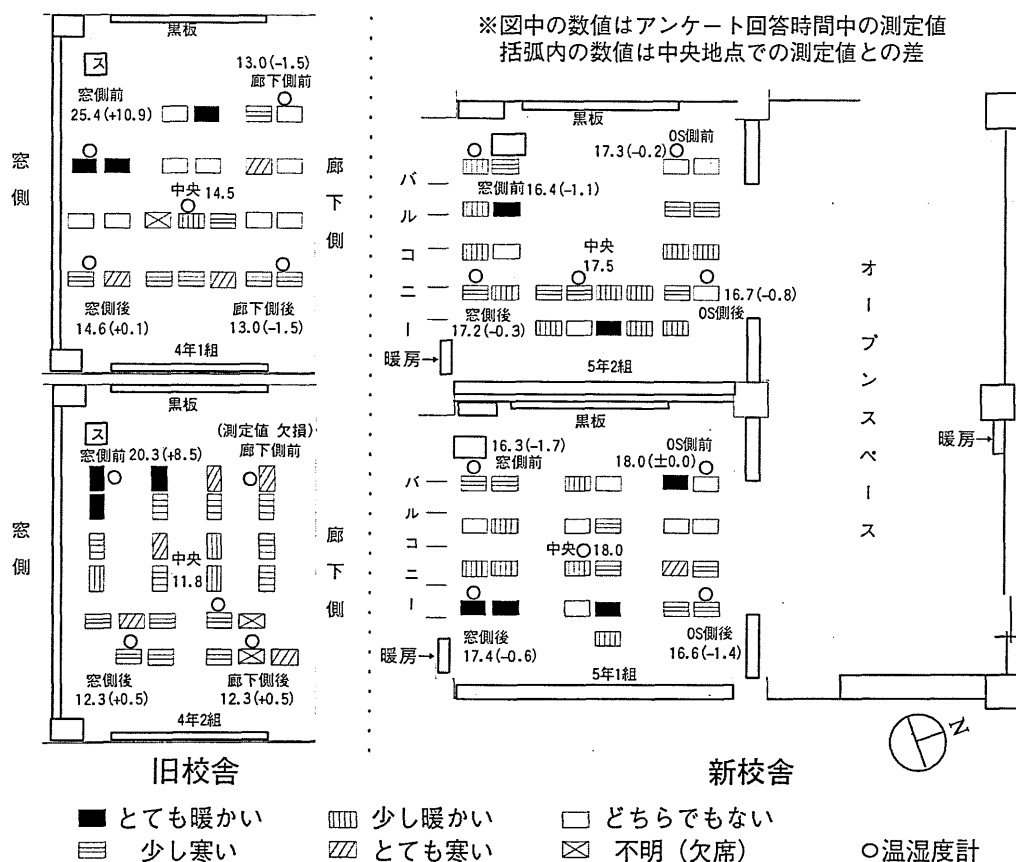 ※図中の数値はアンケート回答時間中の測定値
括弧内の数値は中央地点での測定値との差
黒板
ス
窓側前
25.4(+10.9)
13.0(-1.5)
廊下側前
窓側
廊下側
中央 14.5
窓側後
14.6(+0.1)
廊下側後
13.0(-1.5)
4年1組
黒板
ス
窓側前 20.3(+8.5)
(測定値 欠損)
廊下側前
窓側
廊下側
中央
11.8
窓側後
12.3(+0.5)
廊下側後
12.3(+0.5)
4年2組
旧校舎
黒板
OS側前
17.3(-0.2)
バルコニー
窓側前 16.4(-1.1)
中央
17.5
16.7(-0.8)
OS側後
窓側後
17.2(-0.3)
暖房→
5年2組
黒板
16.3(-1.7)
窓側前
OS側前
18.0(±0.0)
バルコニー
中央 18.0
窓側後
17.4(-0.6)
OS側後
16.6(-1.4)
暖房→
5年1組
オープンスペース
暖房→
N
新校舎
とても暖かい
少し暖かい
どちらでもない
少し寒い
とても寒い
不明（欠席）
○温湿度計